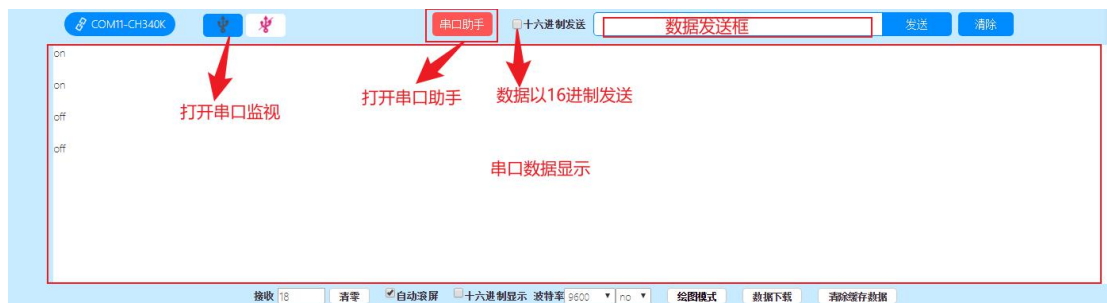 COM11-CH340K 串口助手 十六进制发送 数据发送框 发送 清除
on
on
打开串口助手 数据以16进制发送
打开串口监视
off
off
串口数据显示
接收 18 清零 自动滚屏 十六进制显示 波特率 9600 no 绘图模式 数据下载 清除缓存数据